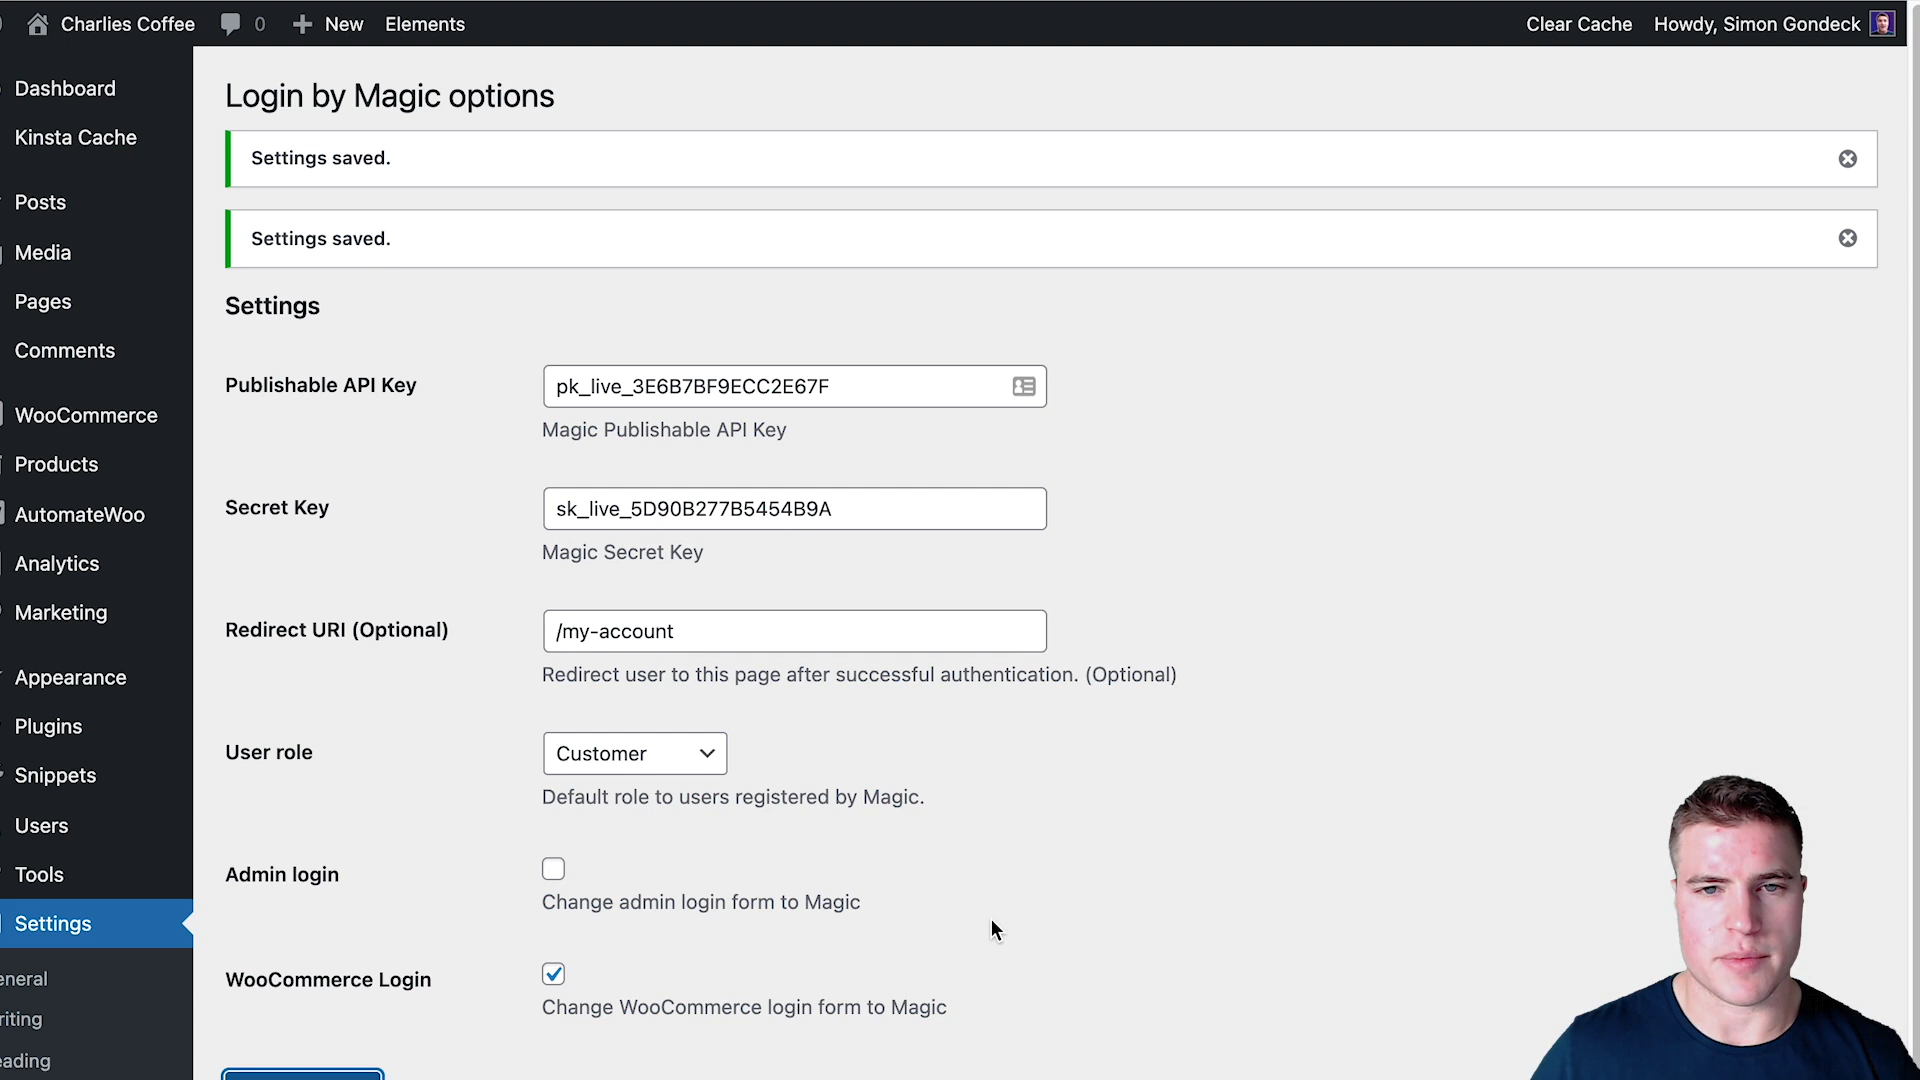 Charlies Coffee
0
New
Elements
Clear Cache
Howdy, Simon Gondeck
Dashboard
Kinsta Cache
Posts
Media
Pages
Comments
WooCommerce
Products
AutomateWoo
Analytics
Marketing
Appearance
Plugins
Snippets
Users
Tools
Settings
eneral
riting
eading
Login by Magic options
Settings saved.
Settings saved.
Settings
Publishable API Key
pk_live_3E6B7BF9ECC2E67F
Magic Publishable API Key
Secret Key
sk_live_5D90B277B5454B9A
Magic Secret Key
Redirect URI (Optional)
/my-account
Redirect user to this page after successful authentication. (Optional)
User role
Customer
Default role to users registered by Magic.
Admin login
Change admin login form to Magic
WooCommerce Login
Change WooCommerce login form to Magic